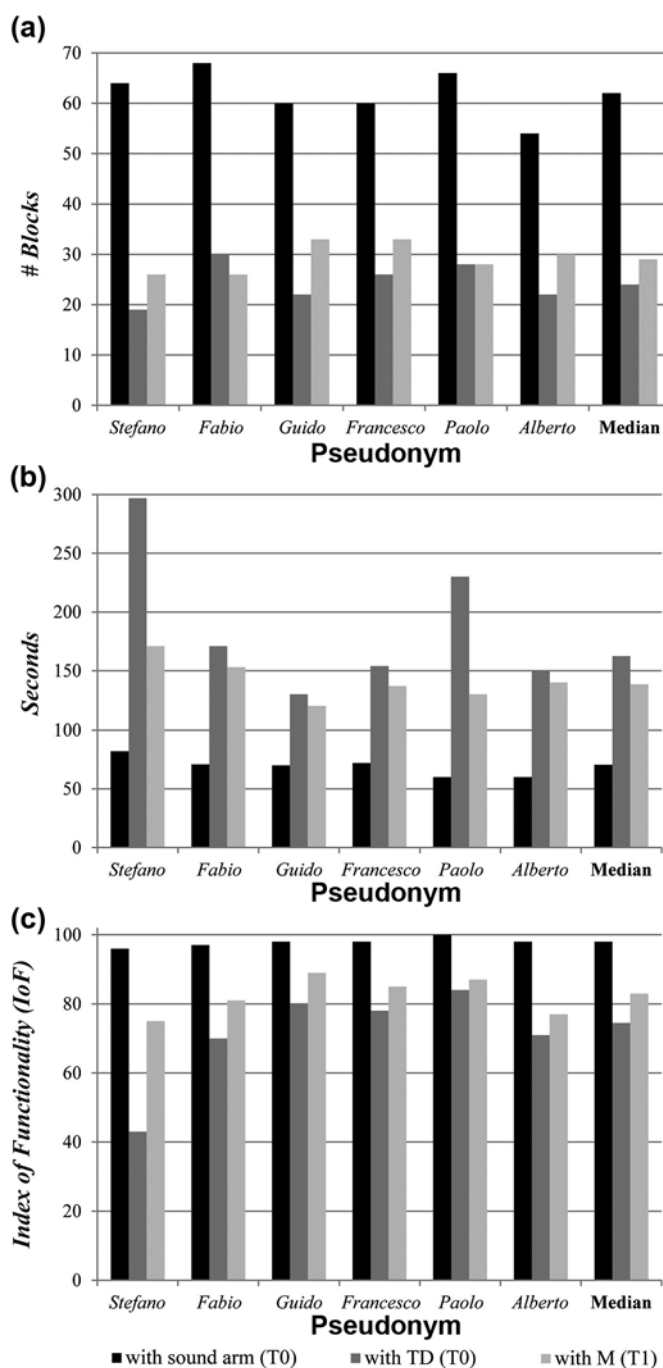 (a)
70
60
50
40
30
20
10
0
# Blocks
Stefano Fabio Guido Francesco Paolo Alberto Median
Pseudonym
(b)
300
250
200
150
100
50
0
Seconds
Stefano Fabio Guido Francesco Paolo Alberto Median
Pseudonym
(c)
100
80
60
40
20
0
Index of Functionality (IoF)
Stefano Fabio Guido Francesco Paolo Alberto Median
Pseudonym
with sound arm (T0) with TD (T0) with M (T1)